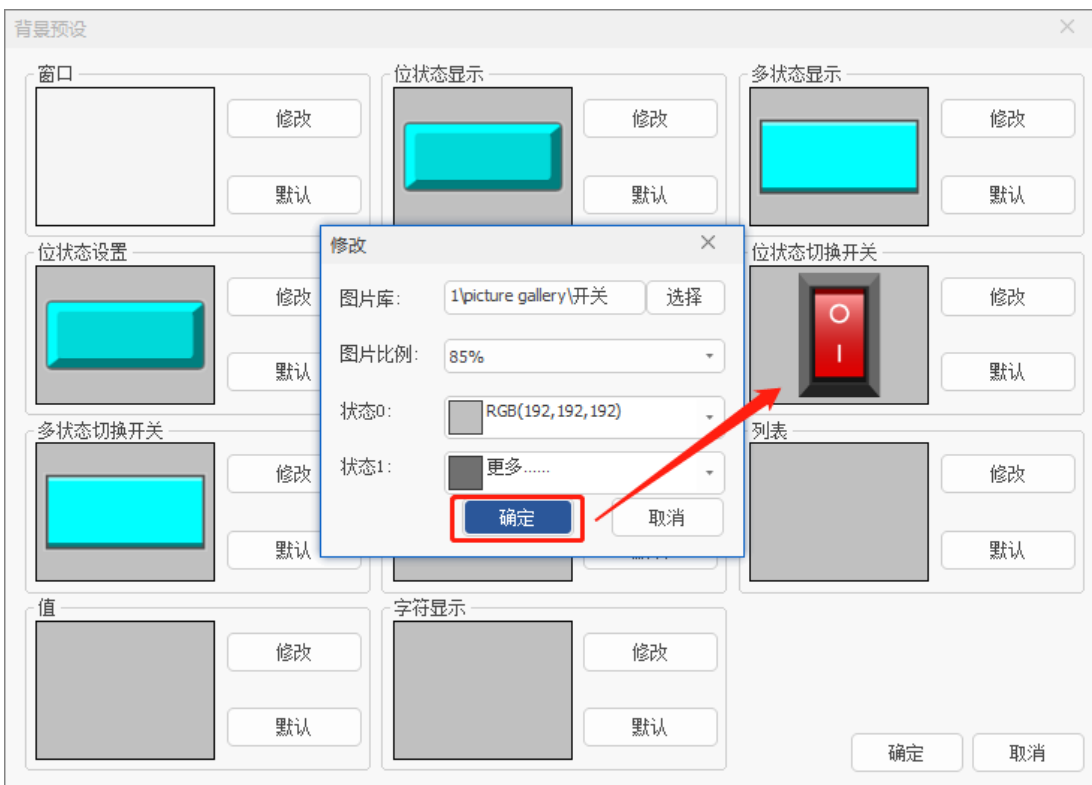 背景预设
窗口
修改
默认
位状态显示
修改
默认
多状态显示
修改
默认
位状态设置
修改
默认
位状态切换开关
修改
默认
修改
图片库:
1\picture gallery\开关
选择
图片比例:
85%
状态0:
RGB(192,192,192)
状态1:
更多......
确定
取消
多状态切换开关
修改
默认
列表
修改
默认
值
修改
默认
字符显示
修改
默认
确定
取消